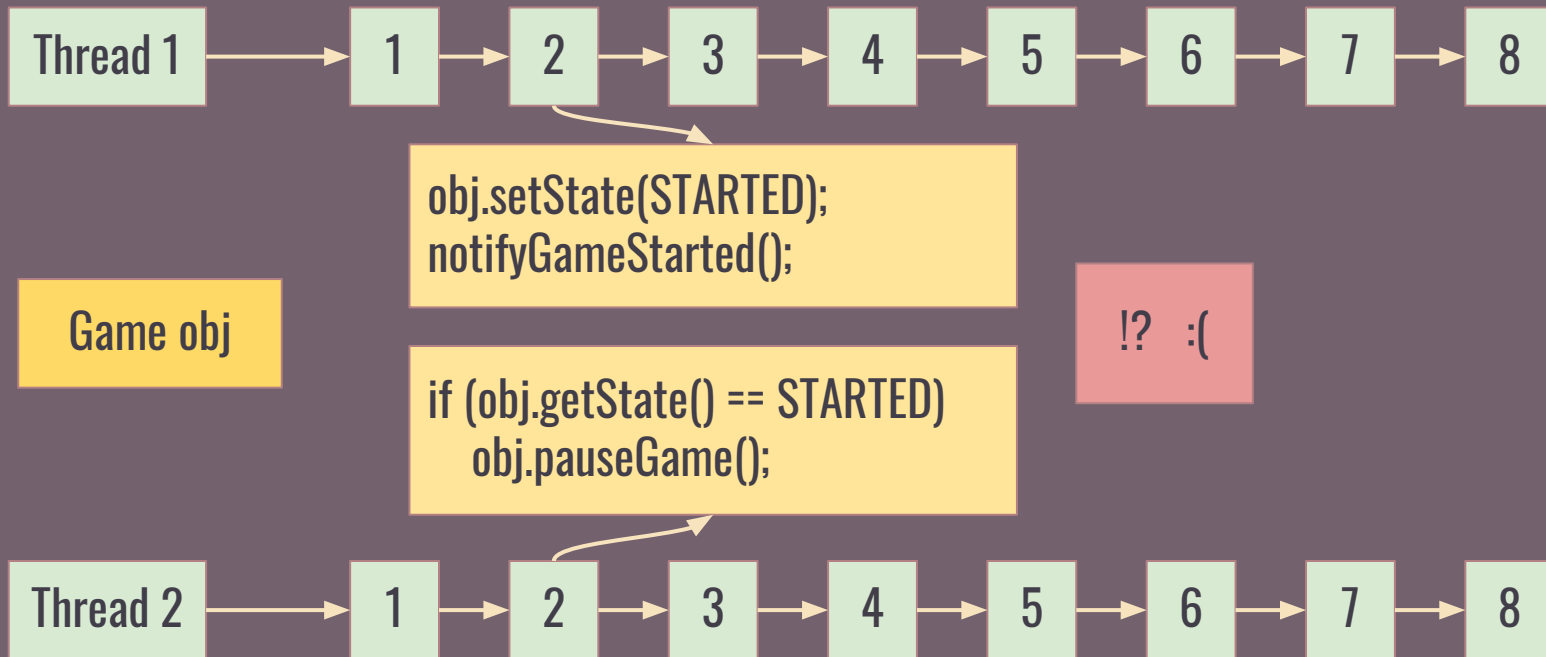 Thread 1 1 2 3 4 5 6 7 8
obj.setState(STARTED);
notifyGameStarted();
Game obj
!? :(
if (obj.getState() == STARTED)
obj.pauseGame();
Thread 2 1 2 3 4 5 6 7 8